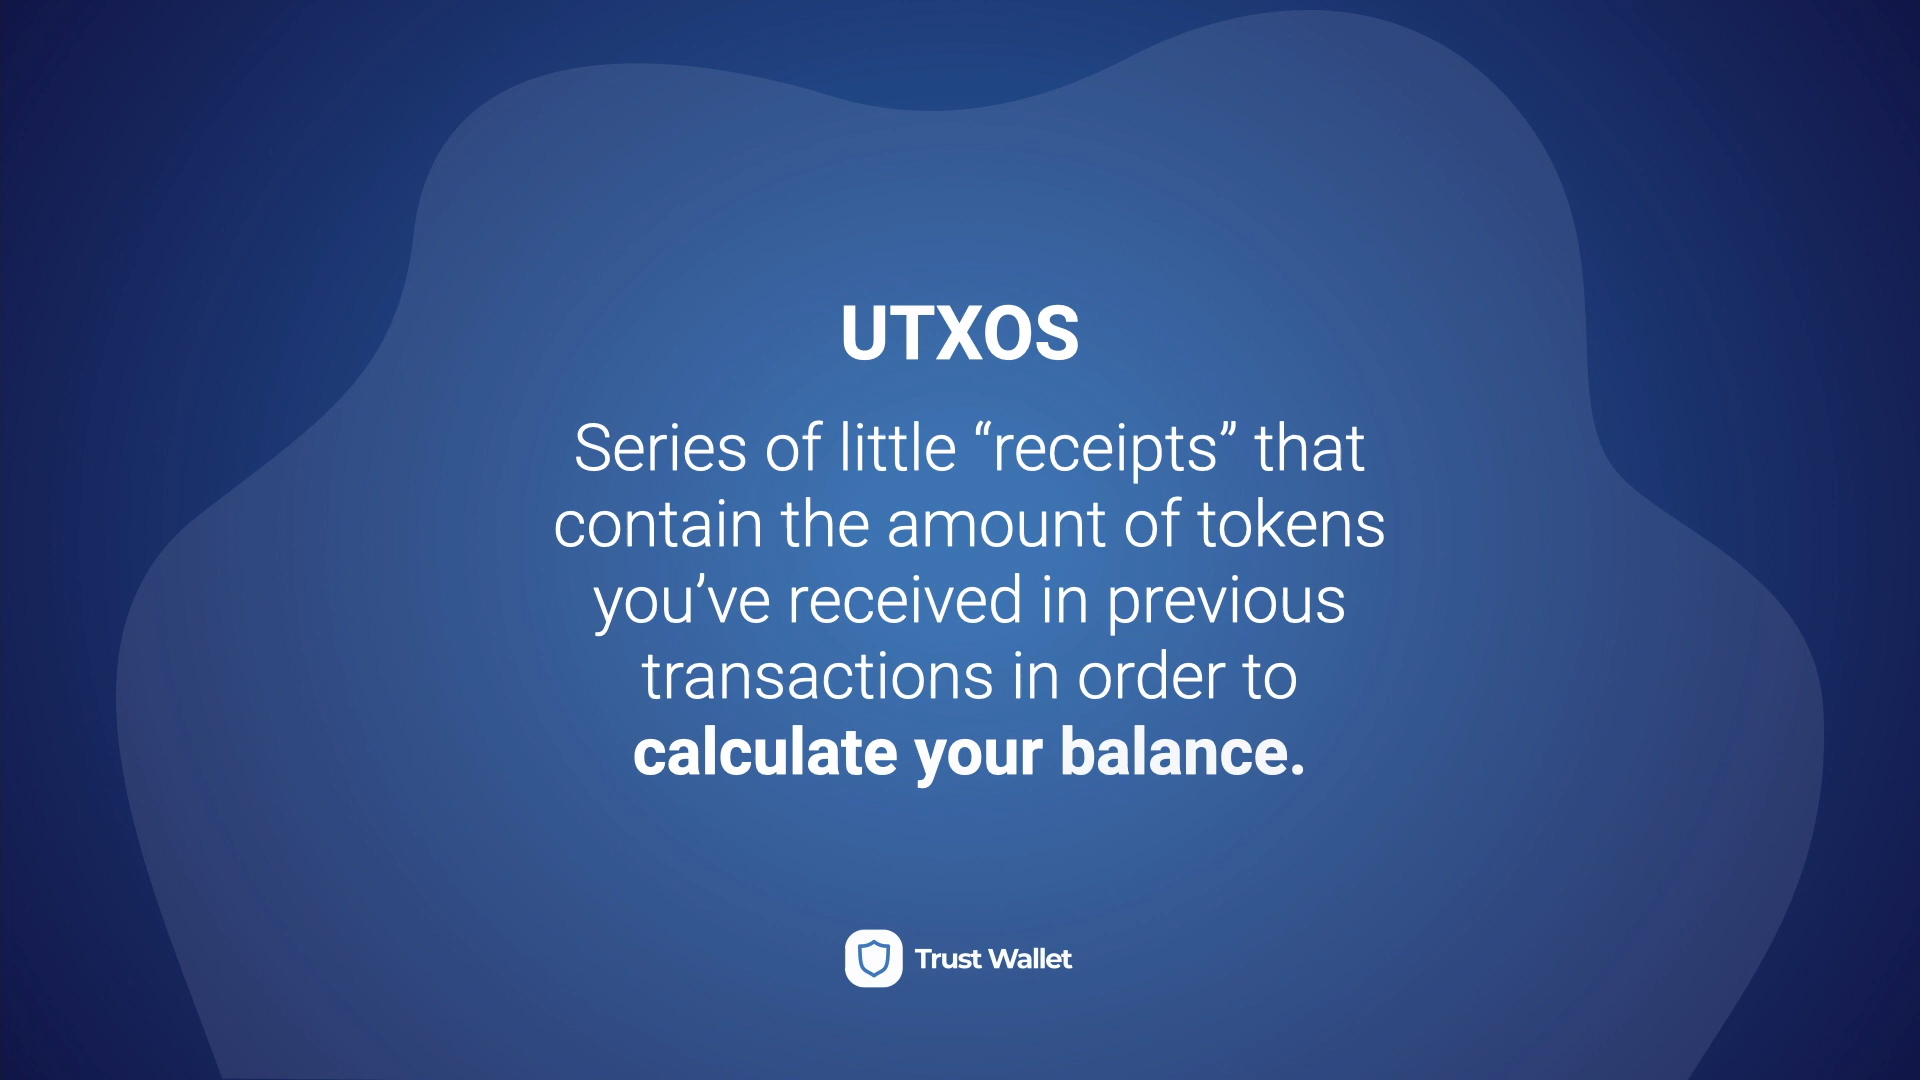 UTXOS
Series of little “receipts” that
contain the amount of tokens
you’ve received in previous
transactions in order to
calculate your balance.
Trust Wallet